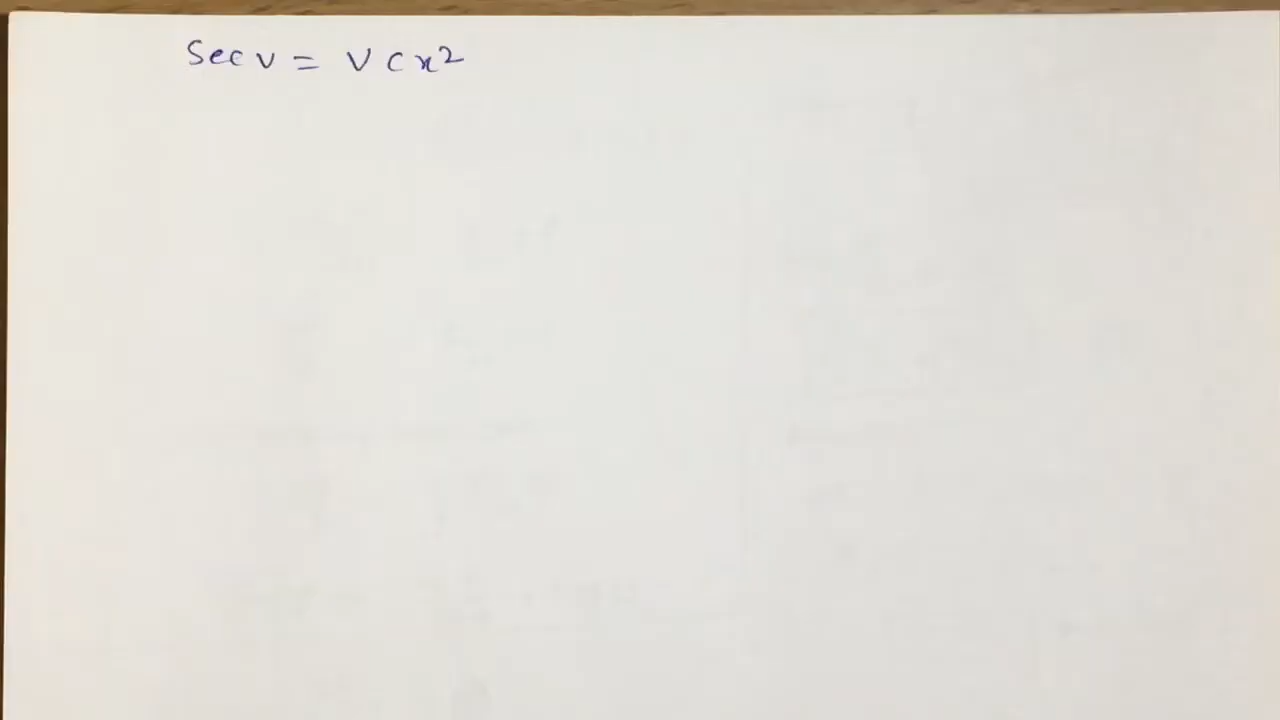 Sec v = v c x²